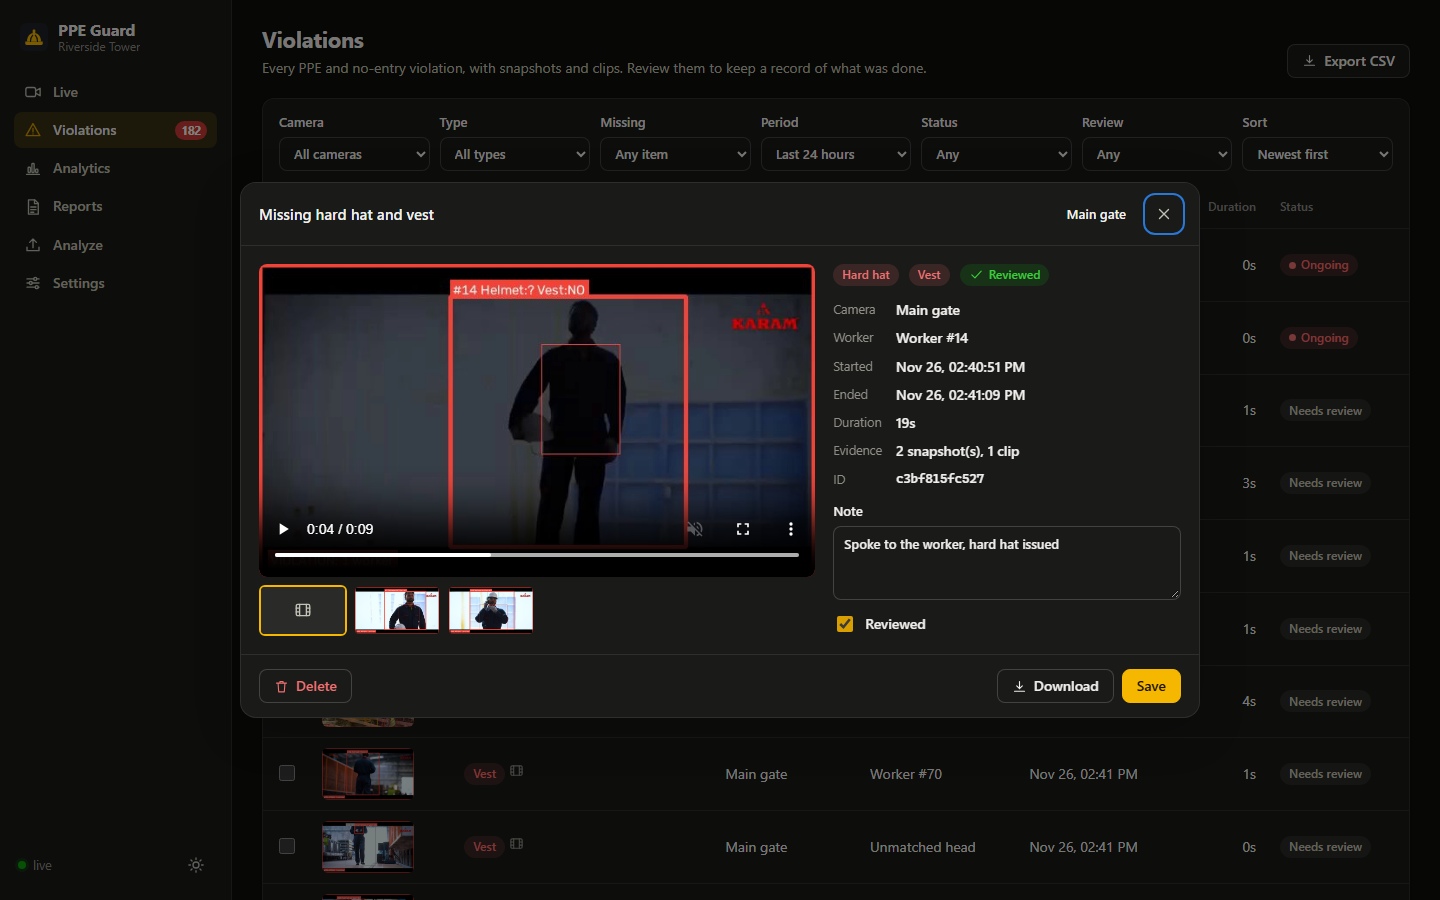 PPE Guard
Riverside Tower
Live
Violations 182
Analytics
Reports
Analyze
Settings
live
Violations
Every PPE and no-entry violation, with snapshots and clips. Review them to keep a record of what was done.
Export CSV
Camera Type Missing Period Status Review Sort
All cameras All types Any item Last 24 hours Any Any Newest first
Duration Status
0s Ongoing
0s Ongoing
1s Needs review
3s Needs review
1s Needs review
1s Needs review
4s Needs review
Missing hard hat and vest
Main gate
#14 Helmet:? Vest:NO
KARAM
0:04 / 0:09
Hard hat Vest Reviewed
Camera Main gate
Worker Worker #14
Started Nov 26, 02:40:51 PM
Ended Nov 26, 02:41:09 PM
Duration 19s
Evidence 2 snapshot(s), 1 clip
ID c3bf815fc527
Note
Spoke to the worker, hard hat issued
Reviewed
Delete
Download
Save
Vest Main gate Worker #70 Nov 26, 02:41 PM 1s Needs review
Vest Main gate Unmatched head Nov 26, 02:41 PM 0s Needs review